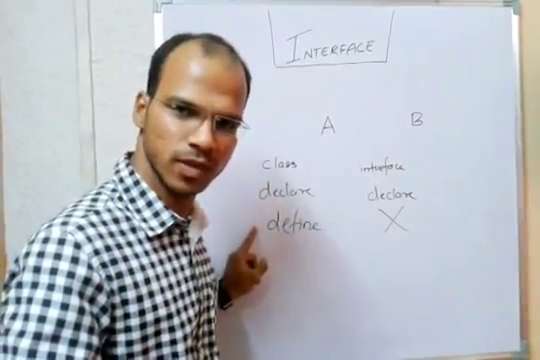 INTERFACE
A B
class interface
declare declare
define X